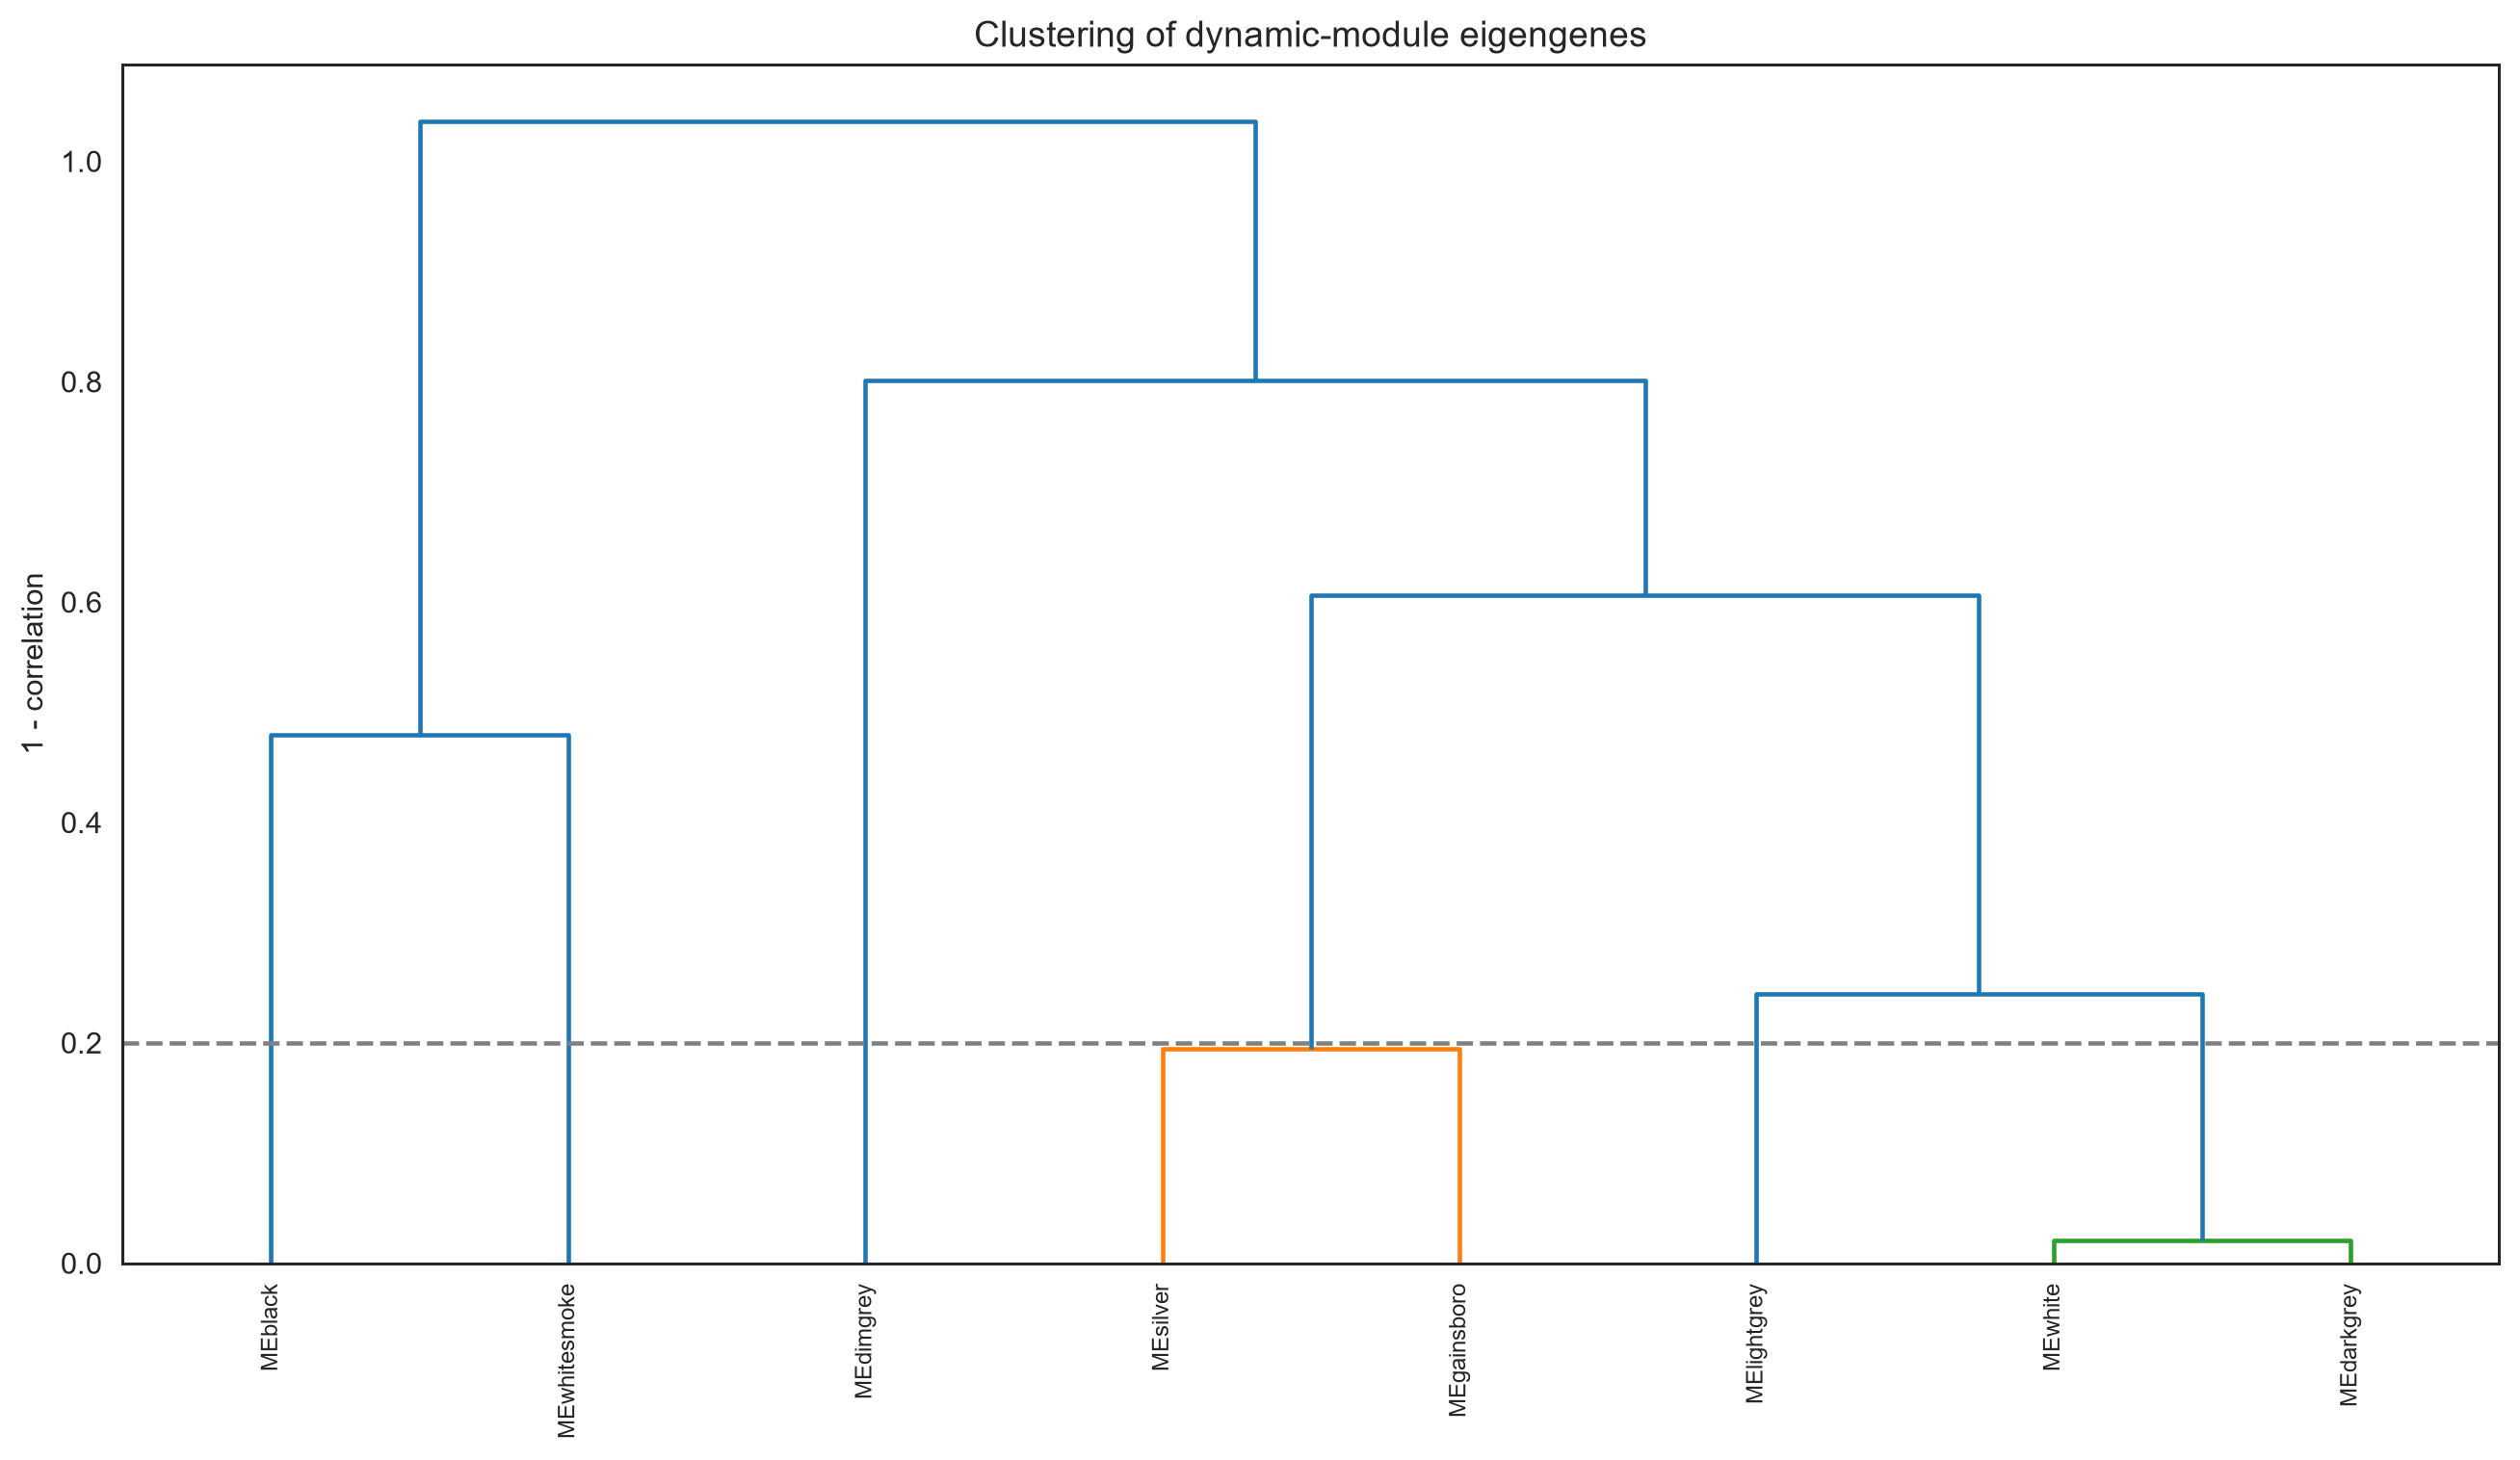 Clustering of dynamic-module eigengenes
1 - correlation
1.0
0.8
0.6
0.4
0.2
0.0
MEblack
MEwhitesmoke
MEdimgrey
MEsilver
MEgainsboro
MElightgrey
MEwhite
MEdarkgrey